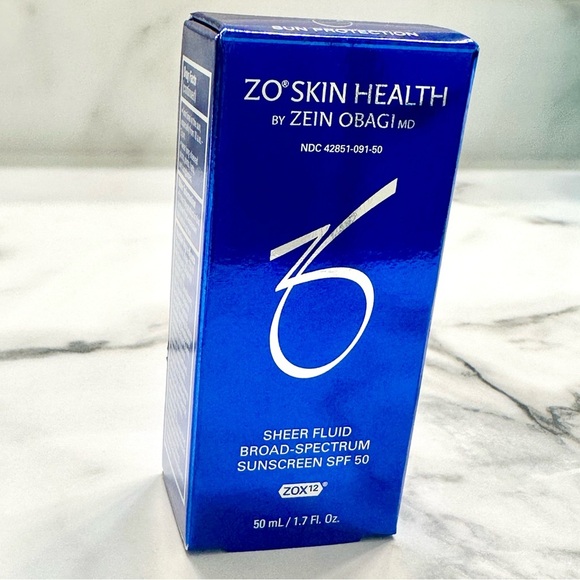 SUN PROTECTION
ZO® SKIN HEALTH
BY ZEIN OBAGI MD
NDC 42851-091-50
SHEER FLUID
BROAD-SPECTRUM
SUNSCREEN SPF 50
ZOX12®
50 mL / 1.7 Fl. Oz.